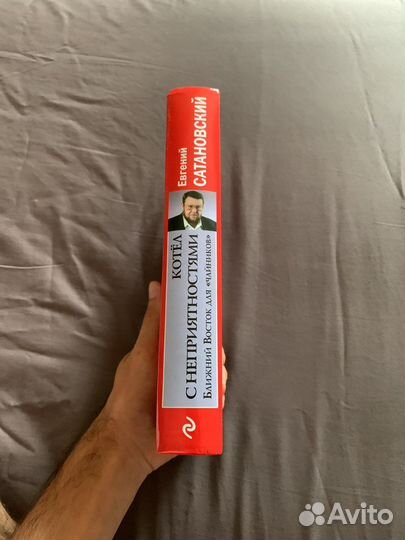 Евгений
САТАНОВСКИЙ
КОТЁЛ
С НЕПРИЯТНОСТЯМИ
БЛИЖНИЙ ВОСТОК ДЛЯ «ЧАЙНИКОВ»
Avito